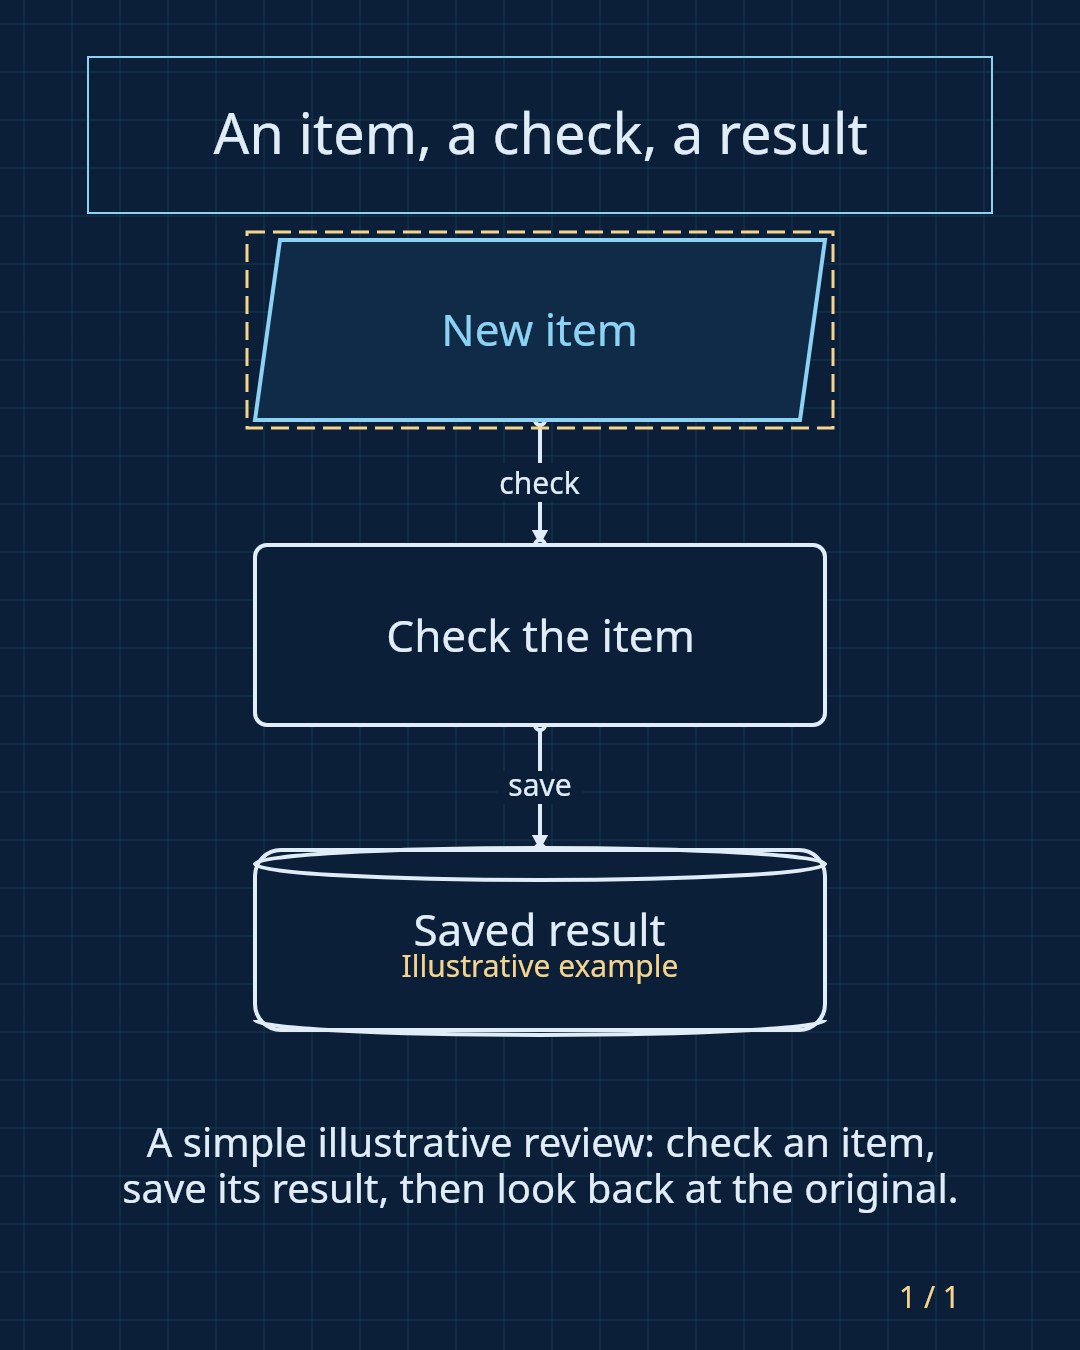 An item, a check, a result
New item
check
Check the item
save
Saved result
Illustrative example
A simple illustrative review: check an item,
save its result, then look back at the original.
1 / 1